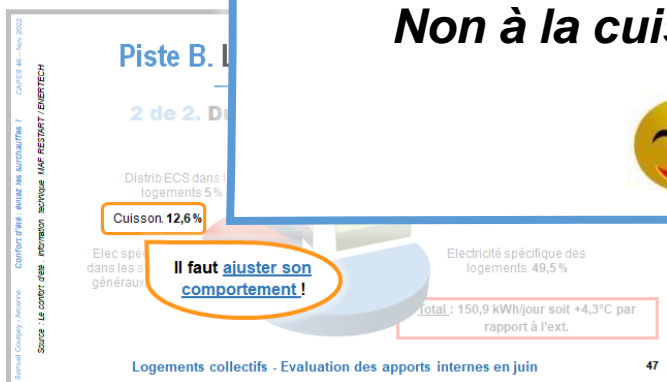 Non à la cuis
Piste B. L
2 de 2. D
Distrib ECS dans l
logements 5%
Cuisson. 12,6%
Elec spé
dans les s
généraux
Il faut ajuster son
comportement !
Electricité spécifique des
logements. 49,5%
Total : 150,9 kWh/jour soit +4,3°C par
rapport à l'ext.
Logements collectifs - Evaluation des apports internes en juin
47
Samuel Courgey - Arcanne
Confort d'été : évitez les surchauffes !
CAPEB 46 – Nov. 2022
Source : Le confort d'été. Information technique MAF RESTART / ENERTECH